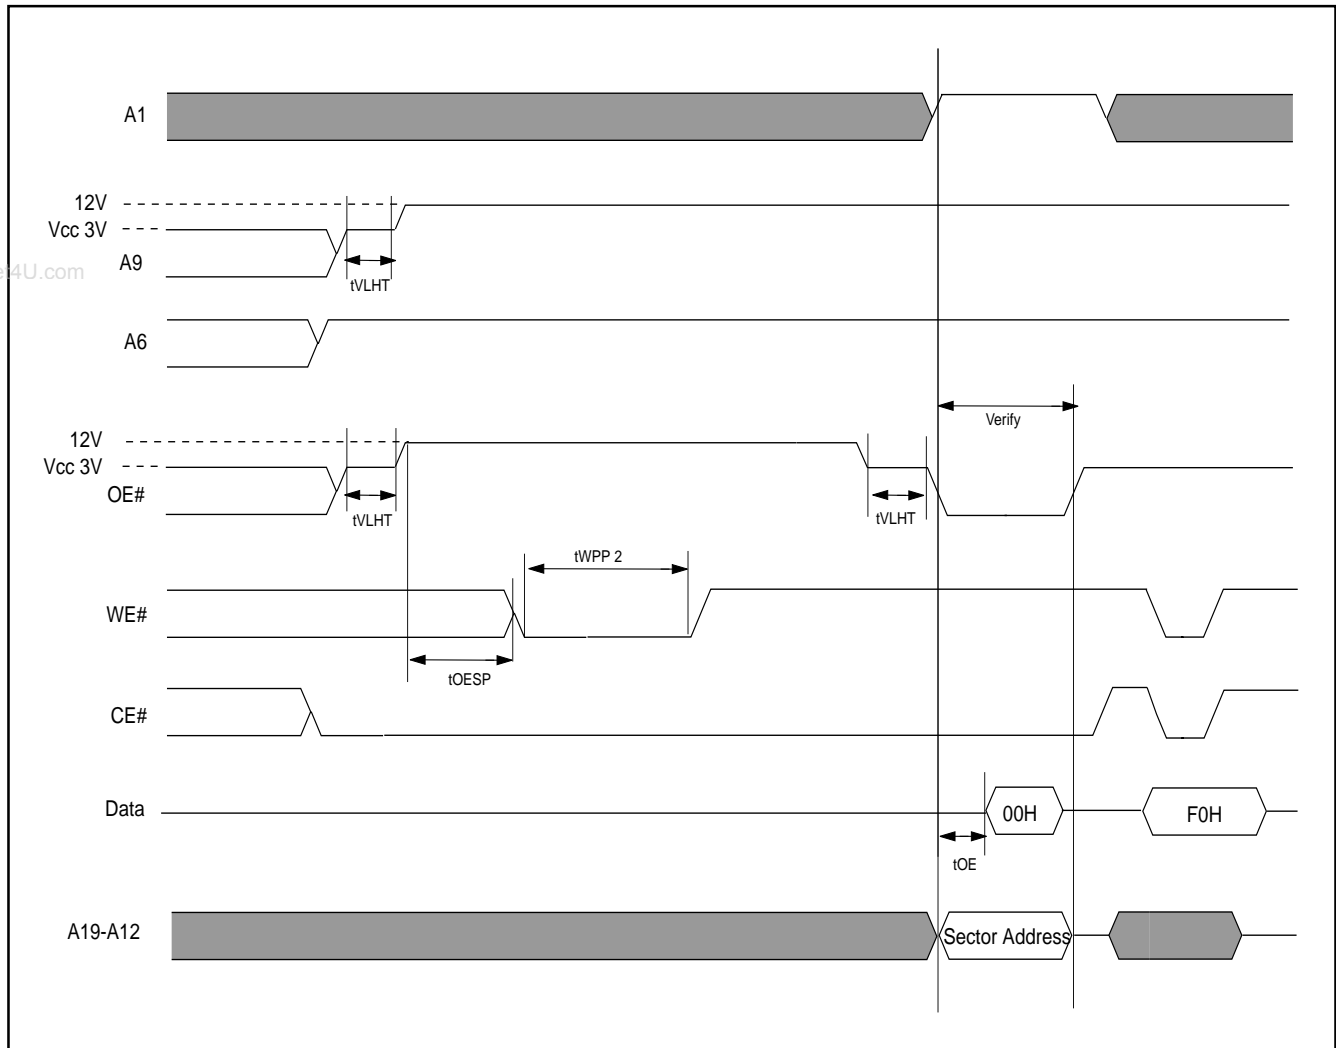 A1
12V
Vcc 3V
A9
et4U.com
tVLHT
A6
Verify
12V
Vcc 3V
OE#
tVLHT
tVLHT
tWPP 2
WE#
tOESP
CE#
Data
00H
F0H
tOE
A19-A12
Sector Address